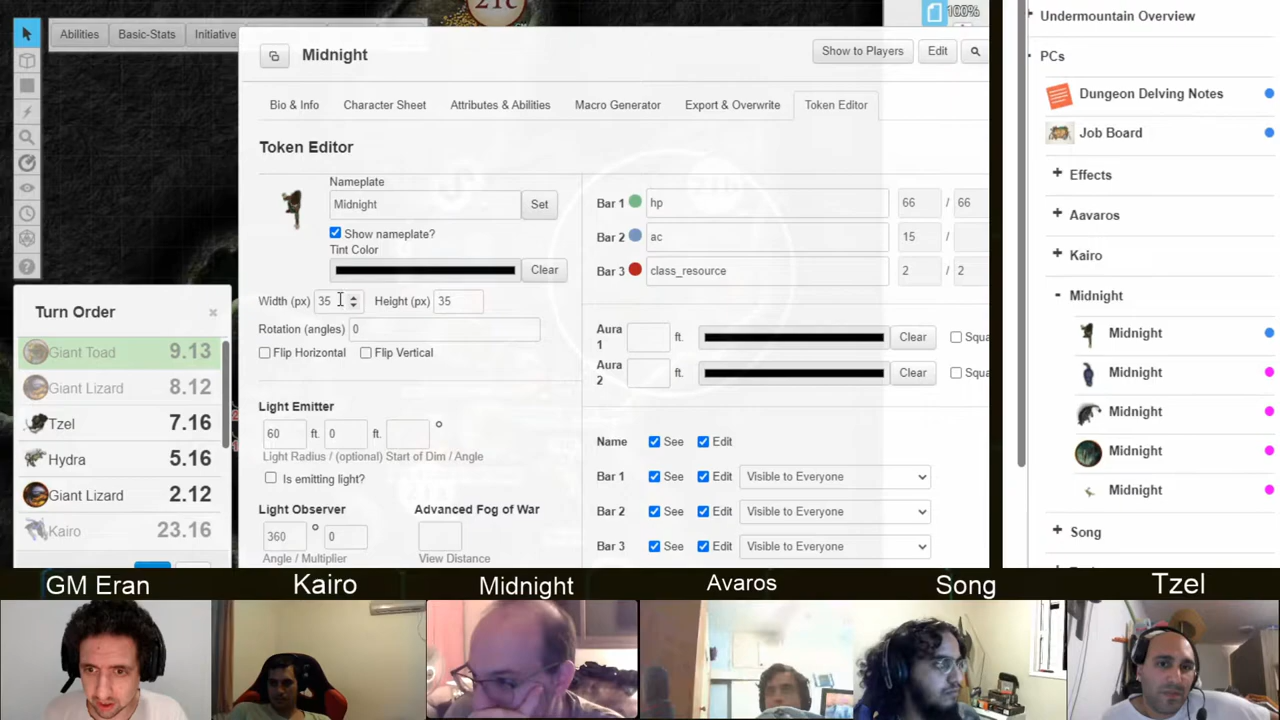 21c
100%
Abilities
Basic-Stats
Initiative
Midnight
Show to Players
Edit
Bio & Info
Character Sheet
Attributes & Abilities
Macro Generator
Export & Overwrite
Token Editor
Token Editor
Nameplate
Midnight
Set
Show nameplate?
Tint Color
Clear
Width (px)
35
Height (px)
35
Rotation (angles)
0
Flip Horizontal
Flip Vertical
Light Emitter
60
ft.
0
ft.
Light Radius / (optional) Start of Dim / Angle
Is emitting light?
Light Observer
360
0
Angle / Multiplier
Advanced Fog of War
View Distance
Bar 1
hp
66
/
66
Bar 2
ac
15
/
Bar 3
class_resource
2
/
2
Aura
1
ft.
Clear
Squa
Aura
2
ft.
Clear
Squa
Name
See
Edit
Bar 1
See
Edit
Visible to Everyone
Bar 2
See
Edit
Visible to Everyone
Bar 3
See
Edit
Visible to Everyone
Turn Order
Giant Toad
9.13
Giant Lizard
8.12
Tzel
7.16
Hydra
5.16
Giant Lizard
2.12
Kairo
23.16
Undermountain Overview
PCs
Dungeon Delving Notes
Job Board
Effects
Aavaros
Kairo
Midnight
Midnight
Midnight
Midnight
Midnight
Midnight
Song
GM Eran
Kairo
Midnight
Avaros
Song
Tzel